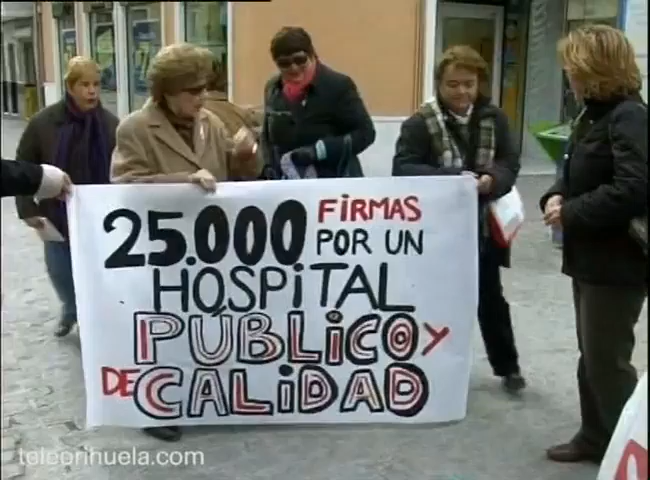 25.000 FIRMAS
POR UN
HOSPITAL
PÚBLICO Y
DE CALIDAD
teleorihuela.com